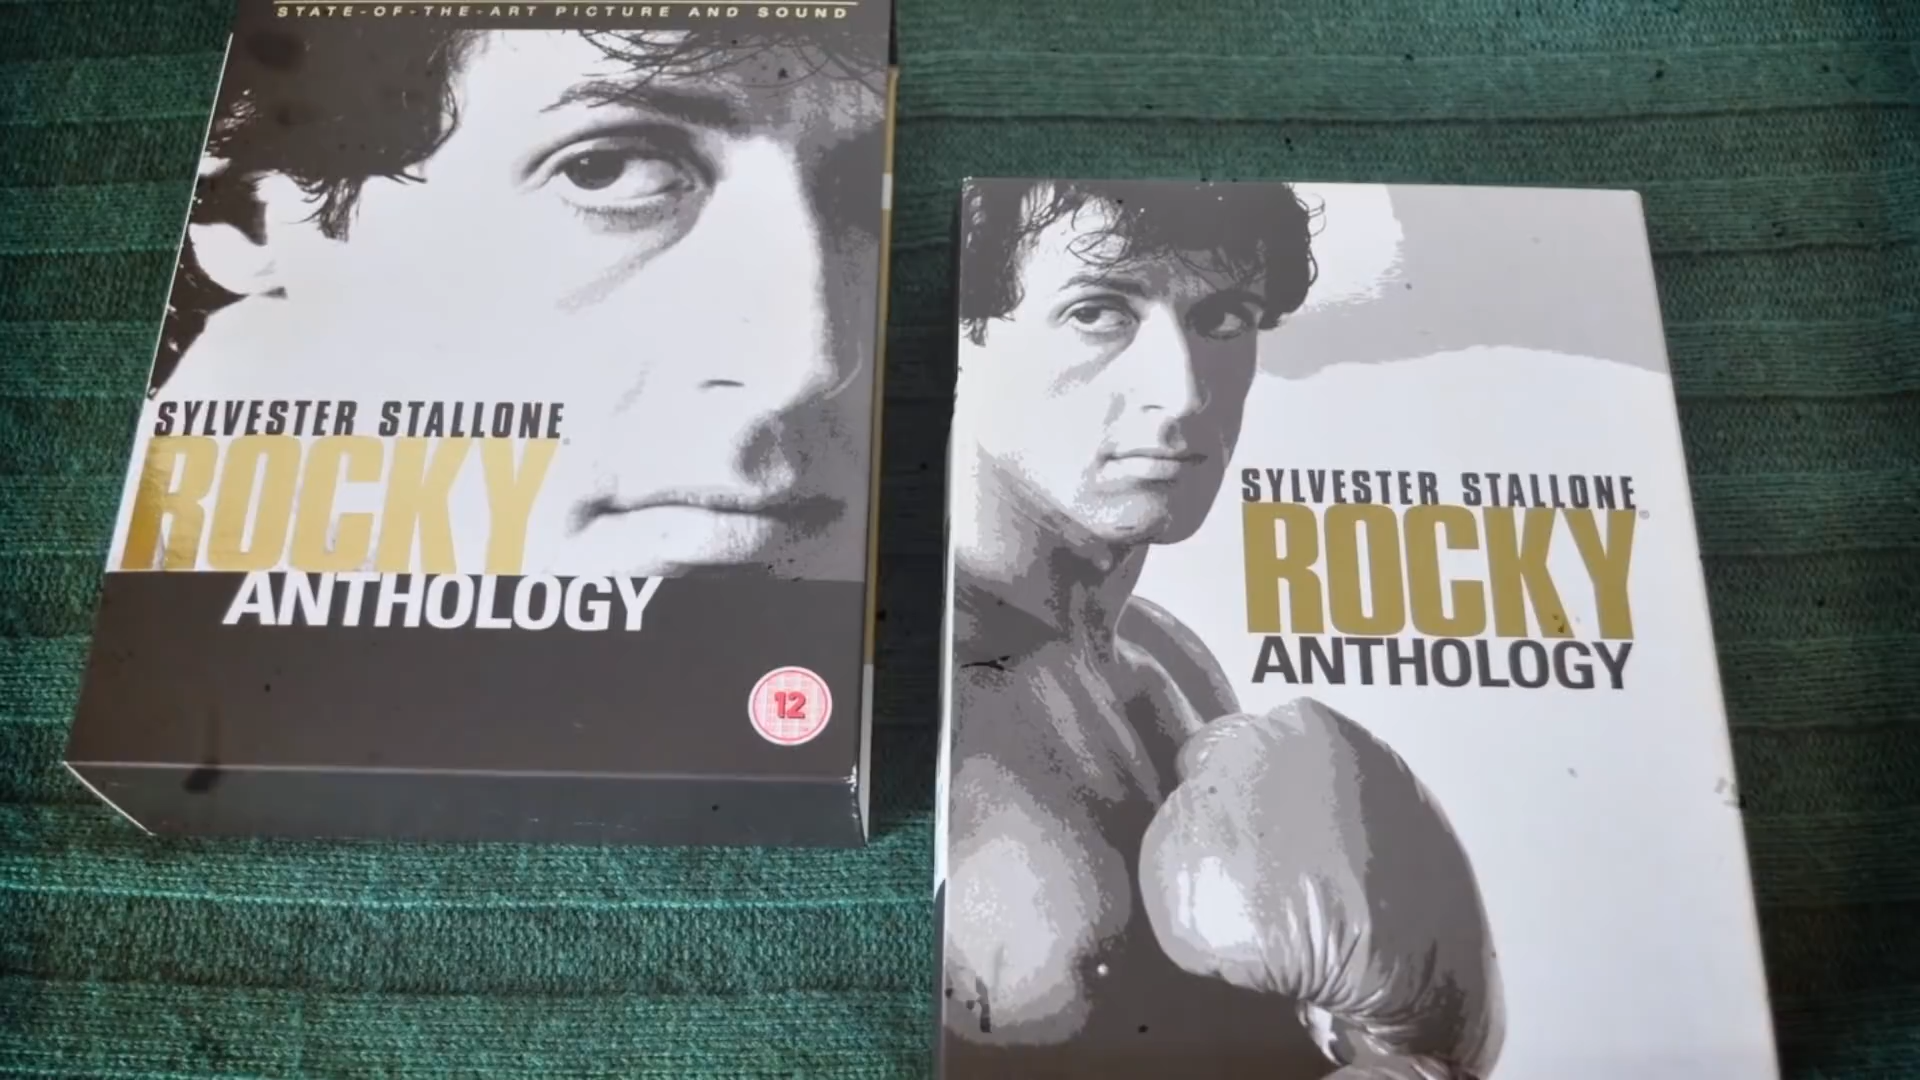 STATE-OF-THE-ART PICTURE AND SOUND
SYLVESTER STALLONE
ROCKY
ANTHOLOGY
12
SYLVESTER STALLONE
ROCKY
ANTHOLOGY